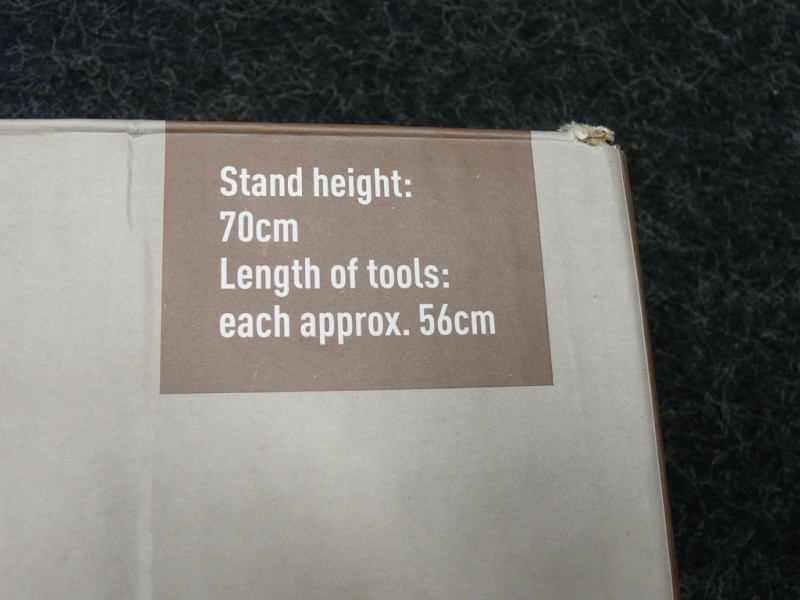 Stand height:
70cm
Length of tools:
each approx. 56cm